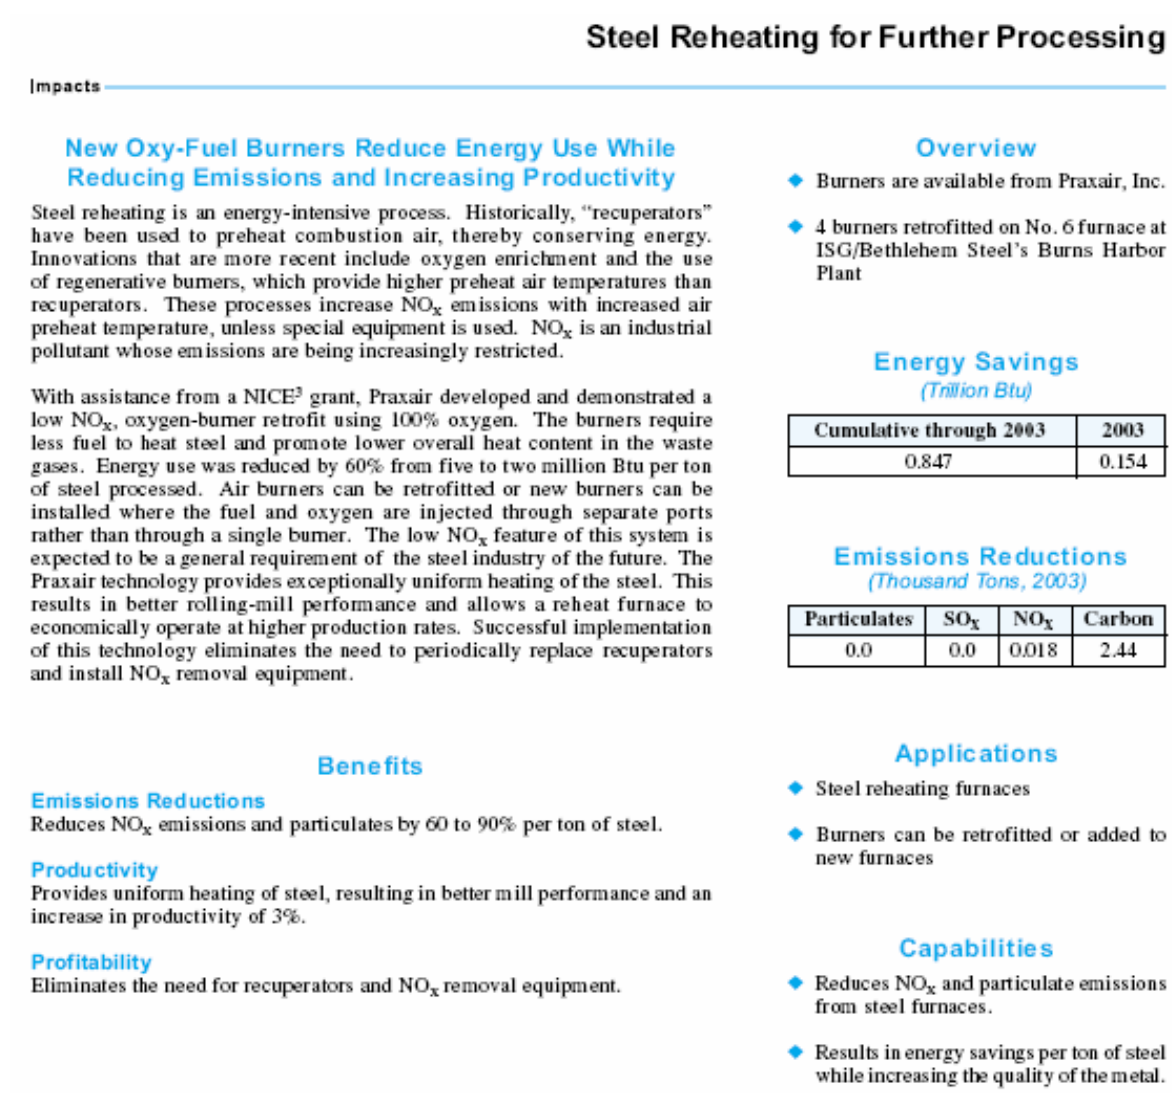 Steel Reheating for Further Processing
Impacts
New Oxy-Fuel Burners Reduce Energy Use While
Reducing Emissions and Increasing Productivity
Steel reheating is an energy-intensive process. Historically, “recuperators”
have been used to preheat combustion air, thereby conserving energy.
Innovations that are more recent include oxygen enrichment and the use
of regenerative burners, which provide higher preheat air temperatures than
recuperators. These processes increase NOx emissions with increased air
preheat temperature, unless special equipment is used. NOx is an industrial
pollutant whose emissions are being increasingly restricted.
With assistance from a NICE³ grant, Praxair developed and demonstrated a
low NOx, oxygen-burner retrofit using 100% oxygen. The burners require
less fuel to heat steel and promote lower overall heat content in the waste
gases. Energy use was reduced by 60% from five to two million Btu per ton
of steel processed. Air burners can be retrofitted or new burners can be
installed where the fuel and oxygen are injected through separate ports
rather than through a single burner. The low NOx feature of this system is
expected to be a general requirement of the steel industry of the future. The
Praxair technology provides exceptionally uniform heating of the steel. This
results in better rolling-mill performance and allows a reheat furnace to
economically operate at higher production rates. Successful implementation
of this technology eliminates the need to periodically replace recuperators
and install NOx removal equipment.
Benefits
Emissions Reductions
Reduces NOx emissions and particulates by 60 to 90% per ton of steel.
Productivity
Provides uniform heating of steel, resulting in better mill performance and an
increase in productivity of 3%.
Profitability
Eliminates the need for recuperators and NOx removal equipment.
Overview
◆ Burners are available from Praxair, Inc.
◆ 4 burners retrofitted on No. 6 furnace at
ISG/Bethlehem Steel’s Burns Harbor
Plant
Energy Savings
(Trillion Btu)
Cumulative through 2003 2003
0.847 0.154
Emissions Reductions
(Thousand Tons, 2003)
Particulates SOx NOx Carbon
0.0 0.0 0.018 2.44
Applications
◆ Steel reheating furnaces
◆ Burners can be retrofitted or added to
new furnaces
Capabilities
◆ Reduces NOx and particulate emissions
from steel furnaces.
◆ Results in energy savings per ton of steel
while increasing the quality of the metal.